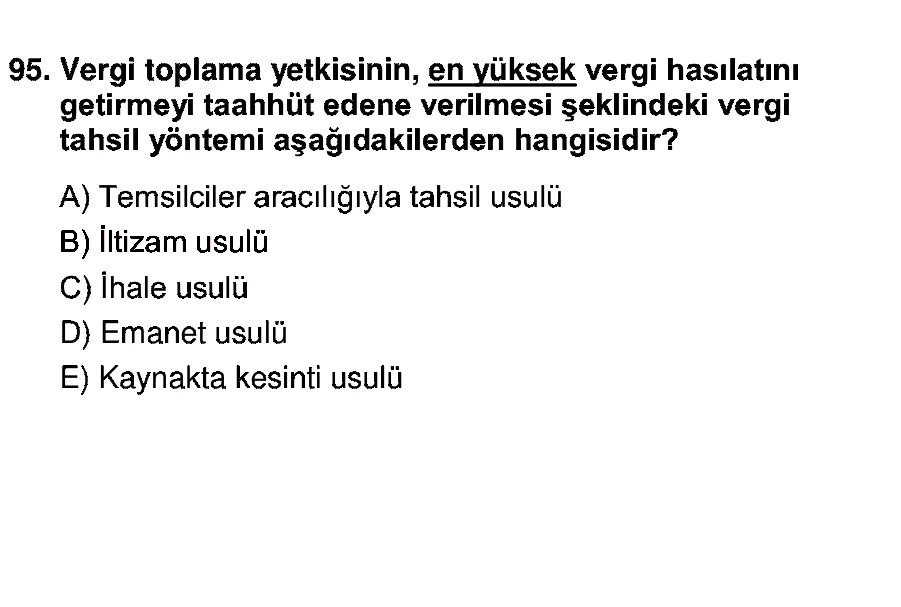 95. Vergi toplama yetkisinin, en yüksek vergi hasılatını
getirmeyi taahhüt edene verilmesi şeklindeki vergi
tahsil yöntemi aşağıdakilerden hangisidir?
A) Temsilciler aracılığıyla tahsil usulü
B) İltizam usulü
C) İhale usulü
D) Emanet usulü
E) Kaynakta kesinti usulü